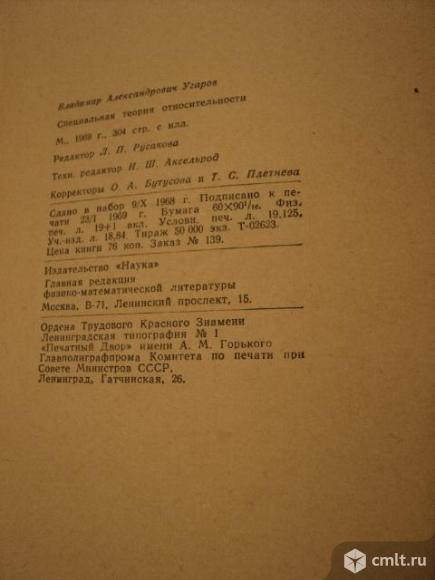 Владимир Александрович Угаров
Специальная теория относительности
М., 1969 г., 304 стр. с илл.
Редактор Л. П. Русакова
Техн. редактор И. Ш. Аксельрод
Корректоры О. А. Бутусова и Т. С. Плетнева
Сдано в набор 9/X 1968 г. Подписано к пе-
чати 23/I 1969 г. Бумага 60×90¹/₁₆. Физ.
печ. л. 19+1 вкл. Условн. печ. л. 19,125.
Уч.-изд. л. 18,84. Тираж 50 000 экз. Т-02623.
Цена книги 76 коп. Заказ № 139.
Издательство «Наука»
Главная редакция
физико-математической литературы
Москва, В-71, Ленинский проспект, 15.
Ордена Трудового Красного Знамени
Ленинградская типография № 1
«Печатный Двор» имени А. М. Горького
Главполиграфпрома Комитета по печати при
Совете Министров СССР.
Ленинград, Гатчинская, 26.
cmlt.ru